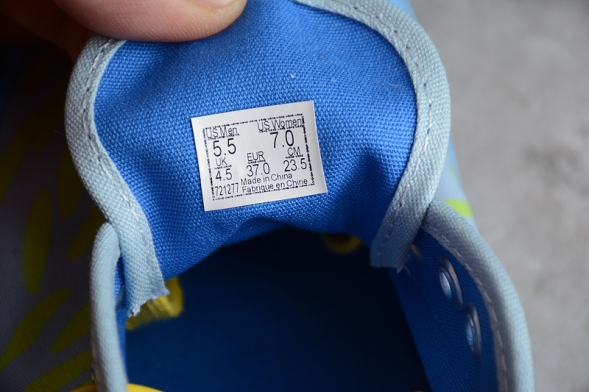 US Men US Women
5.5 7.0
UK EUR CM
4.5 37.0 23.5
Made in China
721277 Fabrique en Chine